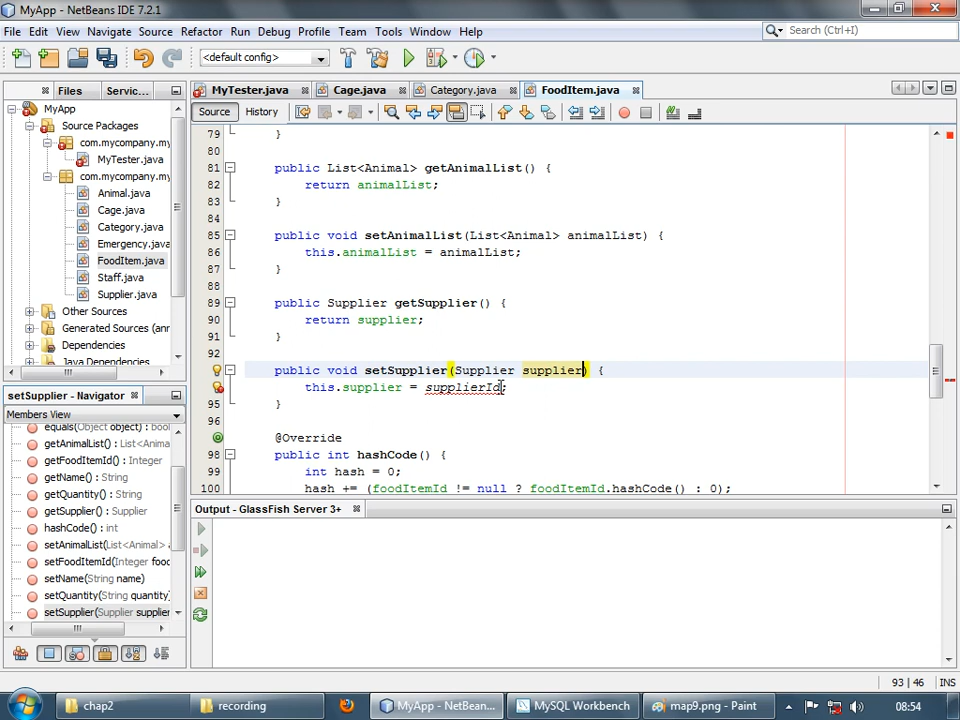 MyApp - NetBeans IDE 7.2.1
File Edit View Navigate Source Refactor Run Debug Profile Team Tools Window Help
<default config>
Search (Ctrl+I)
Files Servic...
MyTester.java Cage.java Category.java FoodItem.java
MyApp
Source Packages
com.mycompany.my
MyTester.java
com.mycompany.my
Animal.java
Cage.java
Category.java
Emergency.java
FoodItem.java
Staff.java
Supplier.java
Other Sources
Generated Sources (anno
Dependencies
Java Dependencies
Source History
79 }
80
81 public List<Animal> getAnimalList() {
82 return animalList;
83 }
84
85 public void setAnimalList(List<Animal> animalList) {
86 this.animalList = animalList;
87 }
88
89 public Supplier getSupplier() {
90 return supplier;
91 }
92
public void setSupplier(Supplier supplier) {
this.supplier = supplierId;
95 }
96
@Override
98 public int hashCode() {
99 int hash = 0;
100 hash += (foodItemId != null ? foodItemId.hashCode() : 0);
setSupplier - Navigator
Members View
equals(Object object) : bool
getAnimalList() : List<Anima
getFoodItemId() : Integer
getName() : String
getQuantity() : String
getSupplier() : Supplier
hashCode() : int
setAnimalList(List<Animal> a
setFoodItemId(Integer food
setName(String name)
setQuantity(String quantity)
setSupplier(Supplier supplier
Output - GlassFish Server 3+
93 | 46 INS
chap2
recording
MyApp - NetBean...
MySQL Workbench
map9.png - Paint
08:54